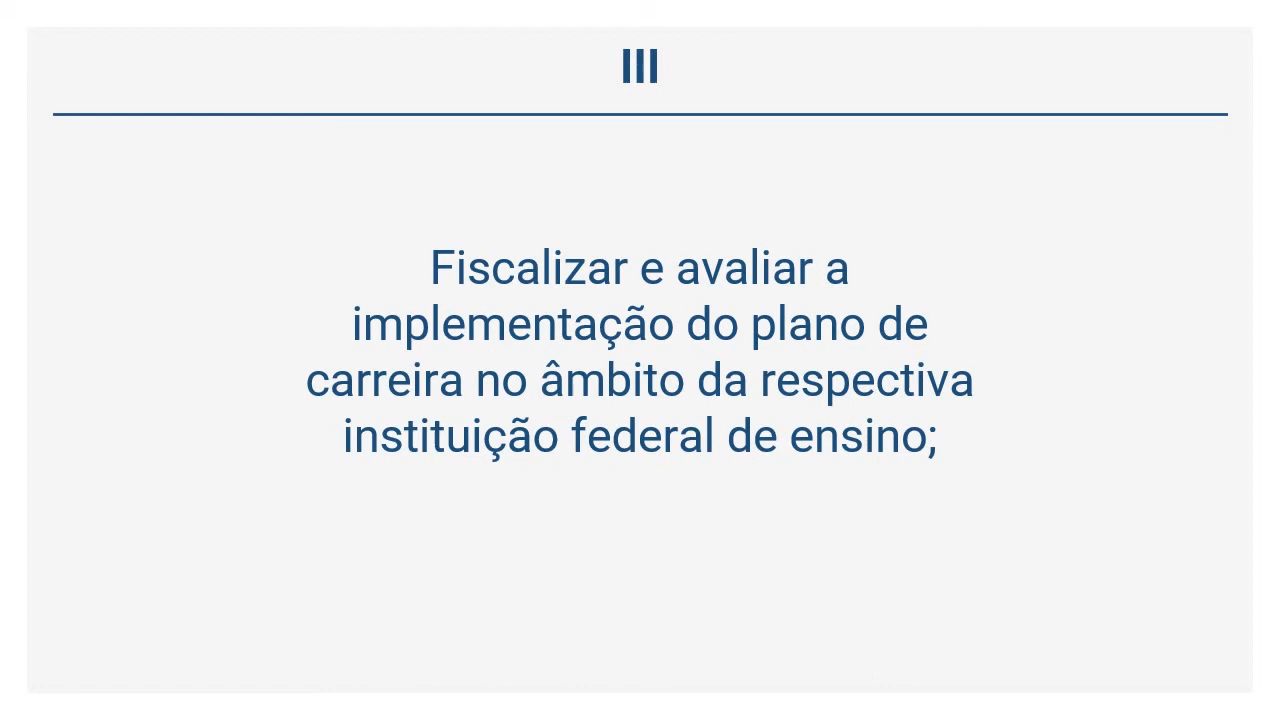 III
Fiscalizar e avaliar a
implementação do plano de
carreira no âmbito da respectiva
instituição federal de ensino;